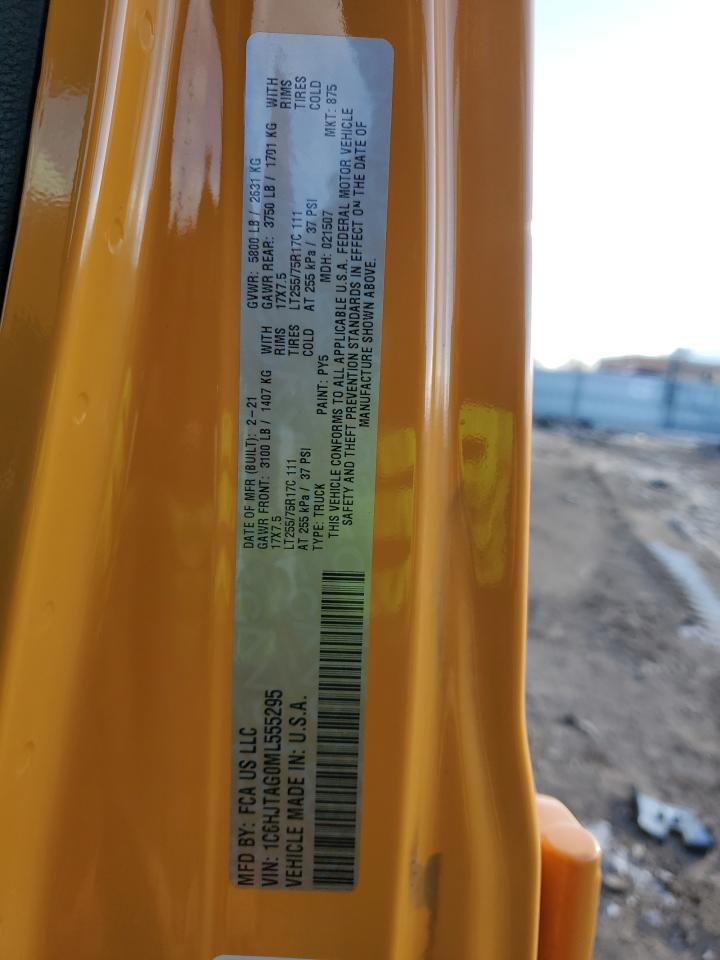 MFD BY: FCA US LLC
VIN: 1C6HJTAG0ML555295
VEHICLE MADE IN: U.S.A.
DATE OF MFR (BUILT): 2-21 GVWR: 5800 LB / 2631 KG
GAWR FRONT: 3100 LB / 1407 KG WITH GAWR REAR: 3750 LB / 1701 KG WITH
17X7.5 RIMS 17X7.5 RIMS
LT255/75R17C 111 TIRES LT255/75R17C 111 TIRES
AT 255 kPa / 37 PSI COLD AT 255 kPa / 37 PSI COLD
TYPE: TRUCK PAINT: PY5 MDH: 021507 MKT: 875
THIS VEHICLE CONFORMS TO ALL APPLICABLE U.S.A. FEDERAL MOTOR VEHICLE
SAFETY AND THEFT PREVENTION STANDARDS IN EFFECT ON THE DATE OF
MANUFACTURE SHOWN ABOVE.